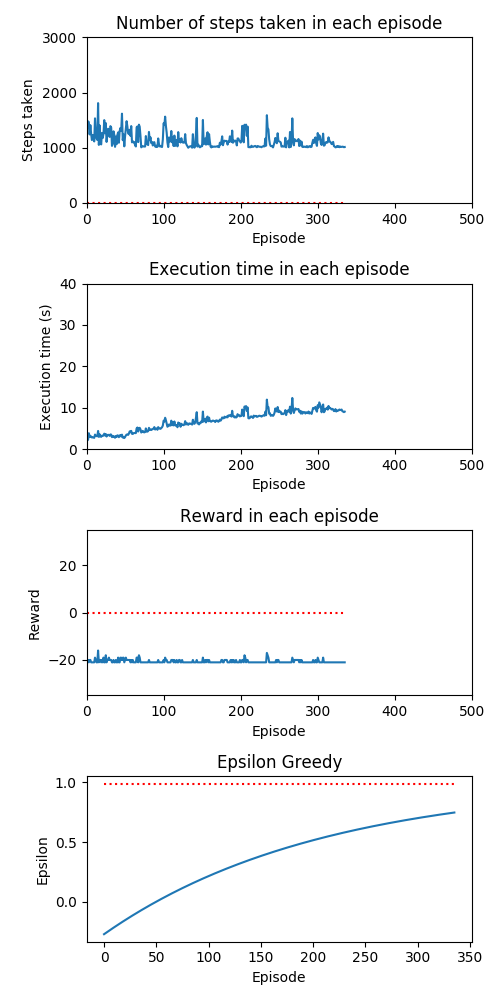 Number of steps taken in each episode
3000
2000
1000
0
Steps taken
0 100 200 300 400 500
Episode
Execution time in each episode
40
30
20
10
0
Execution time (s)
0 100 200 300 400 500
Episode
Reward in each episode
20
0
−20
Reward
0 100 200 300 400 500
Episode
Epsilon Greedy
1.0
0.5
0.0
Epsilon
0 50 100 150 200 250 300 350
Episode